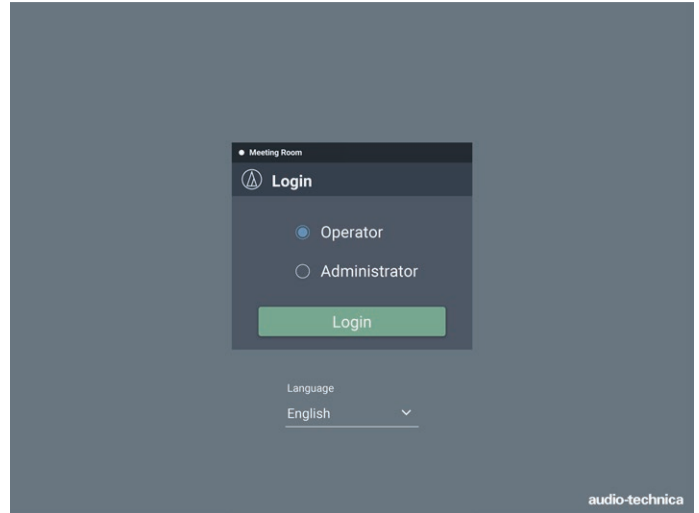 Meeting Room
Login
Operator
Administrator
Login
Language
English
audio-technica